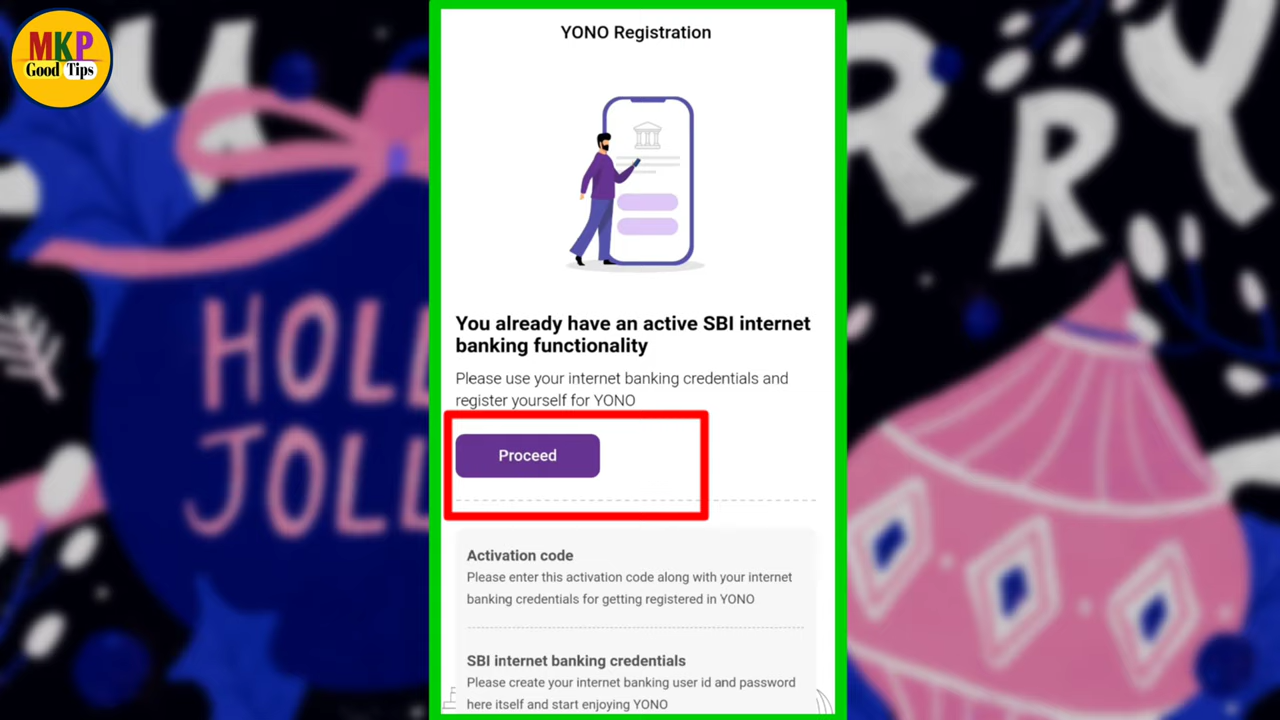 MKP
Good Tips
YONO Registration
You already have an active SBI internet
banking functionality
Please use your internet banking credentials and
register yourself for YONO
Proceed
Activation code
Please enter this activation code along with your internet
banking credentials for getting registered in YONO
SBI internet banking credentials
Please create your internet banking user id and password
here itself and start enjoying YONO
HOLL
JOLL
RRY